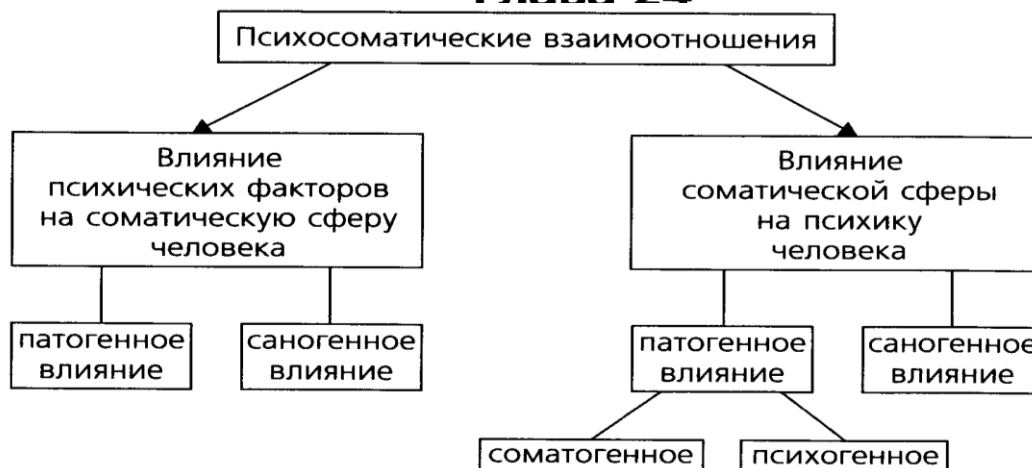 Психосоматические взаимоотношения
Влияние
психических факторов
на соматическую сферу
человека
Влияние
соматической сферы
на психику
человека
патогенное
влияние
саногенное
влияние
патогенное
влияние
саногенное
влияние
соматогенное
психогенное